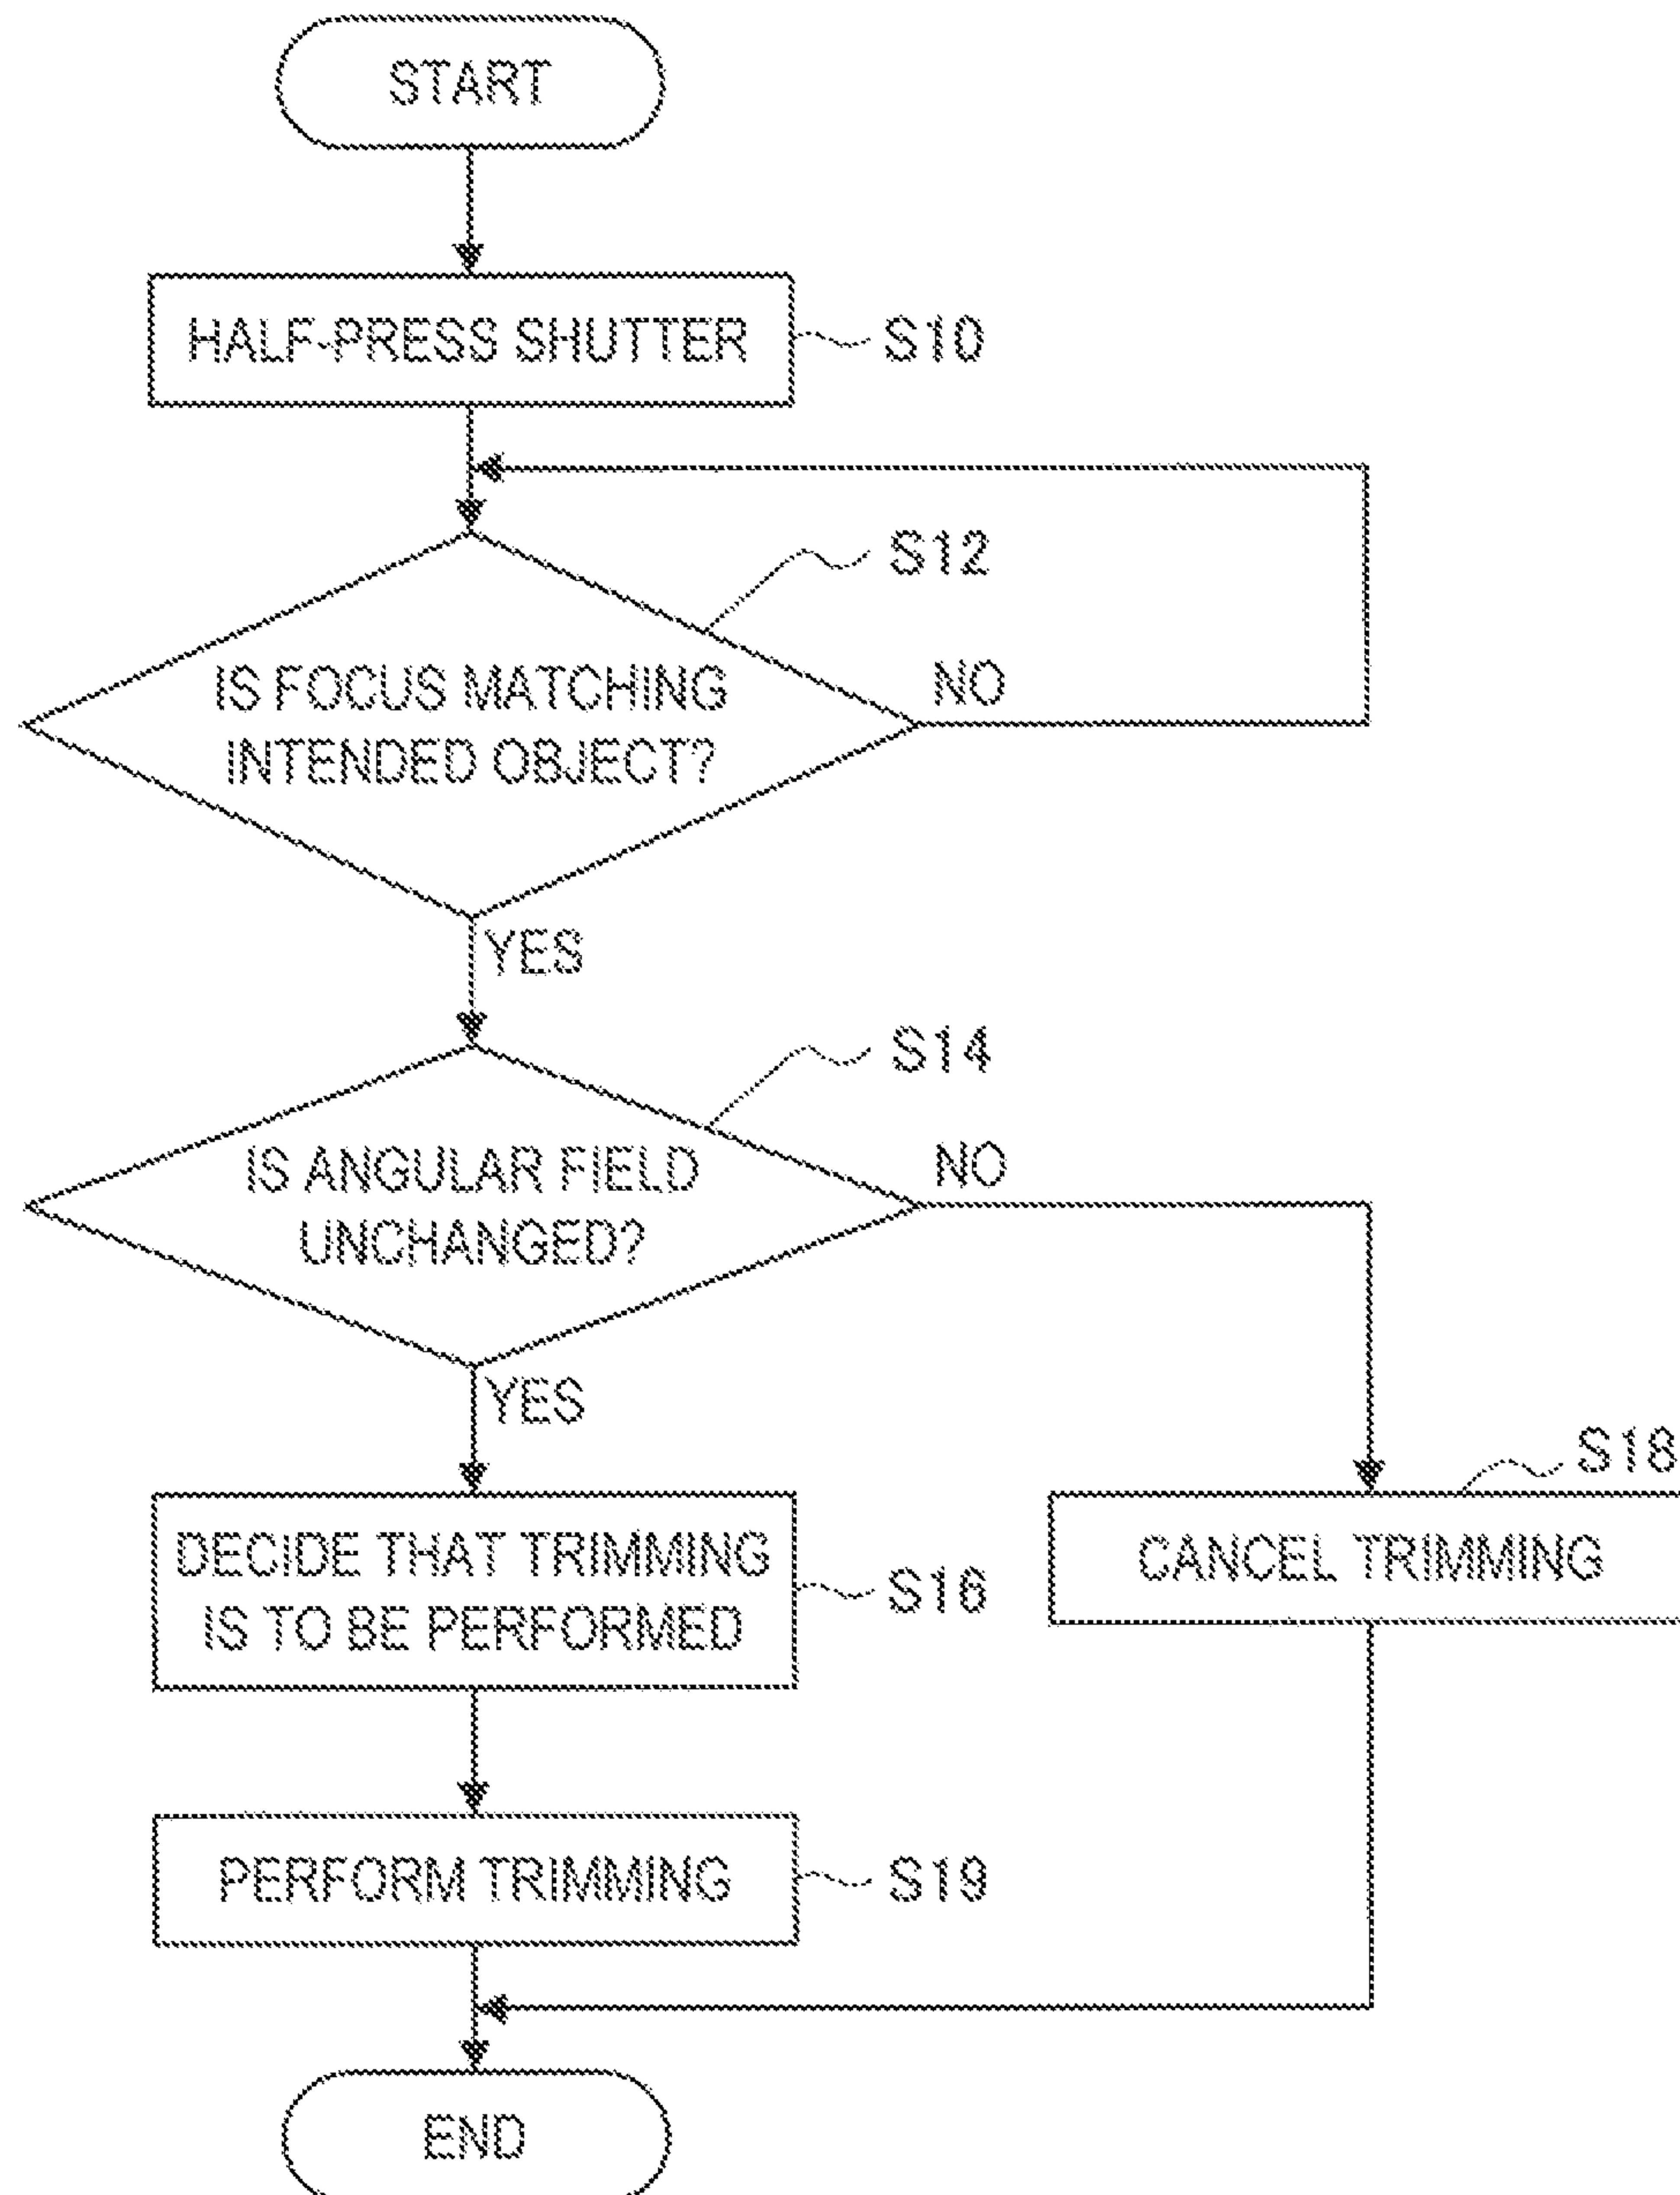 START
HALF-PRESS SHUTTER
S10
S12
IS FOCUS MATCHING
INTENDED OBJECT?
NO
YES
S14
IS ANGULAR FIELD
UNCHANGED?
NO
YES
DECIDE THAT TRIMMING
IS TO BE PERFORMED
S16
S18
CANCEL TRIMMING
PERFORM TRIMMING
S19
END